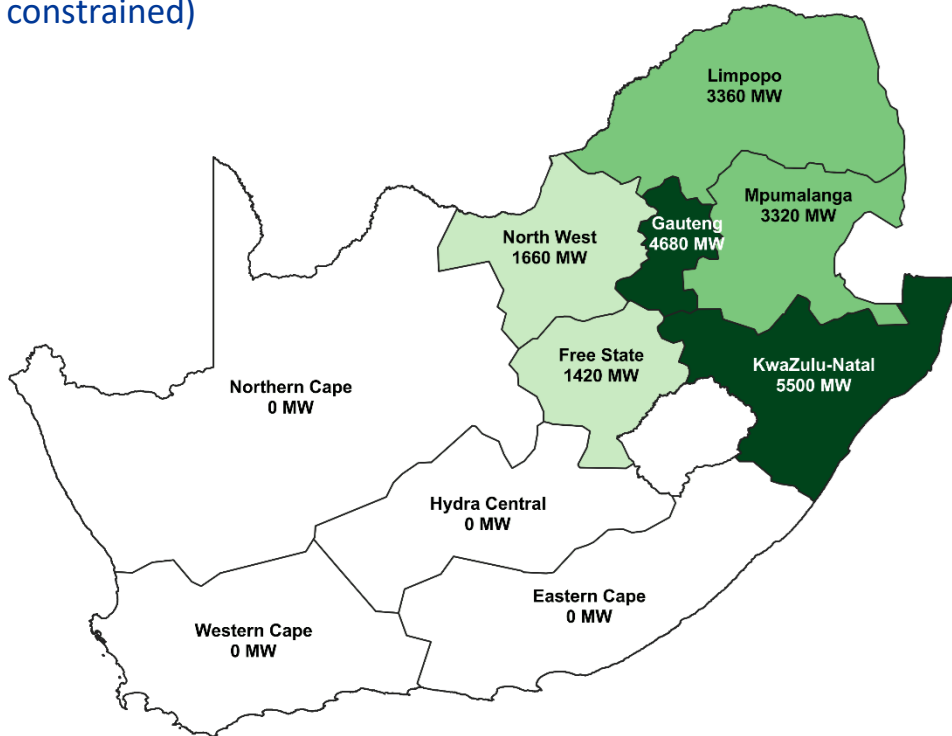 constrained)
Limpopo
3360 MW
Mpumalanga
3320 MW
Gauteng
4680 MW
North West
1660 MW
Free State
1420 MW
KwaZulu-Natal
5500 MW
Northern Cape
0 MW
Hydra Central
0 MW
Eastern Cape
0 MW
Western Cape
0 MW